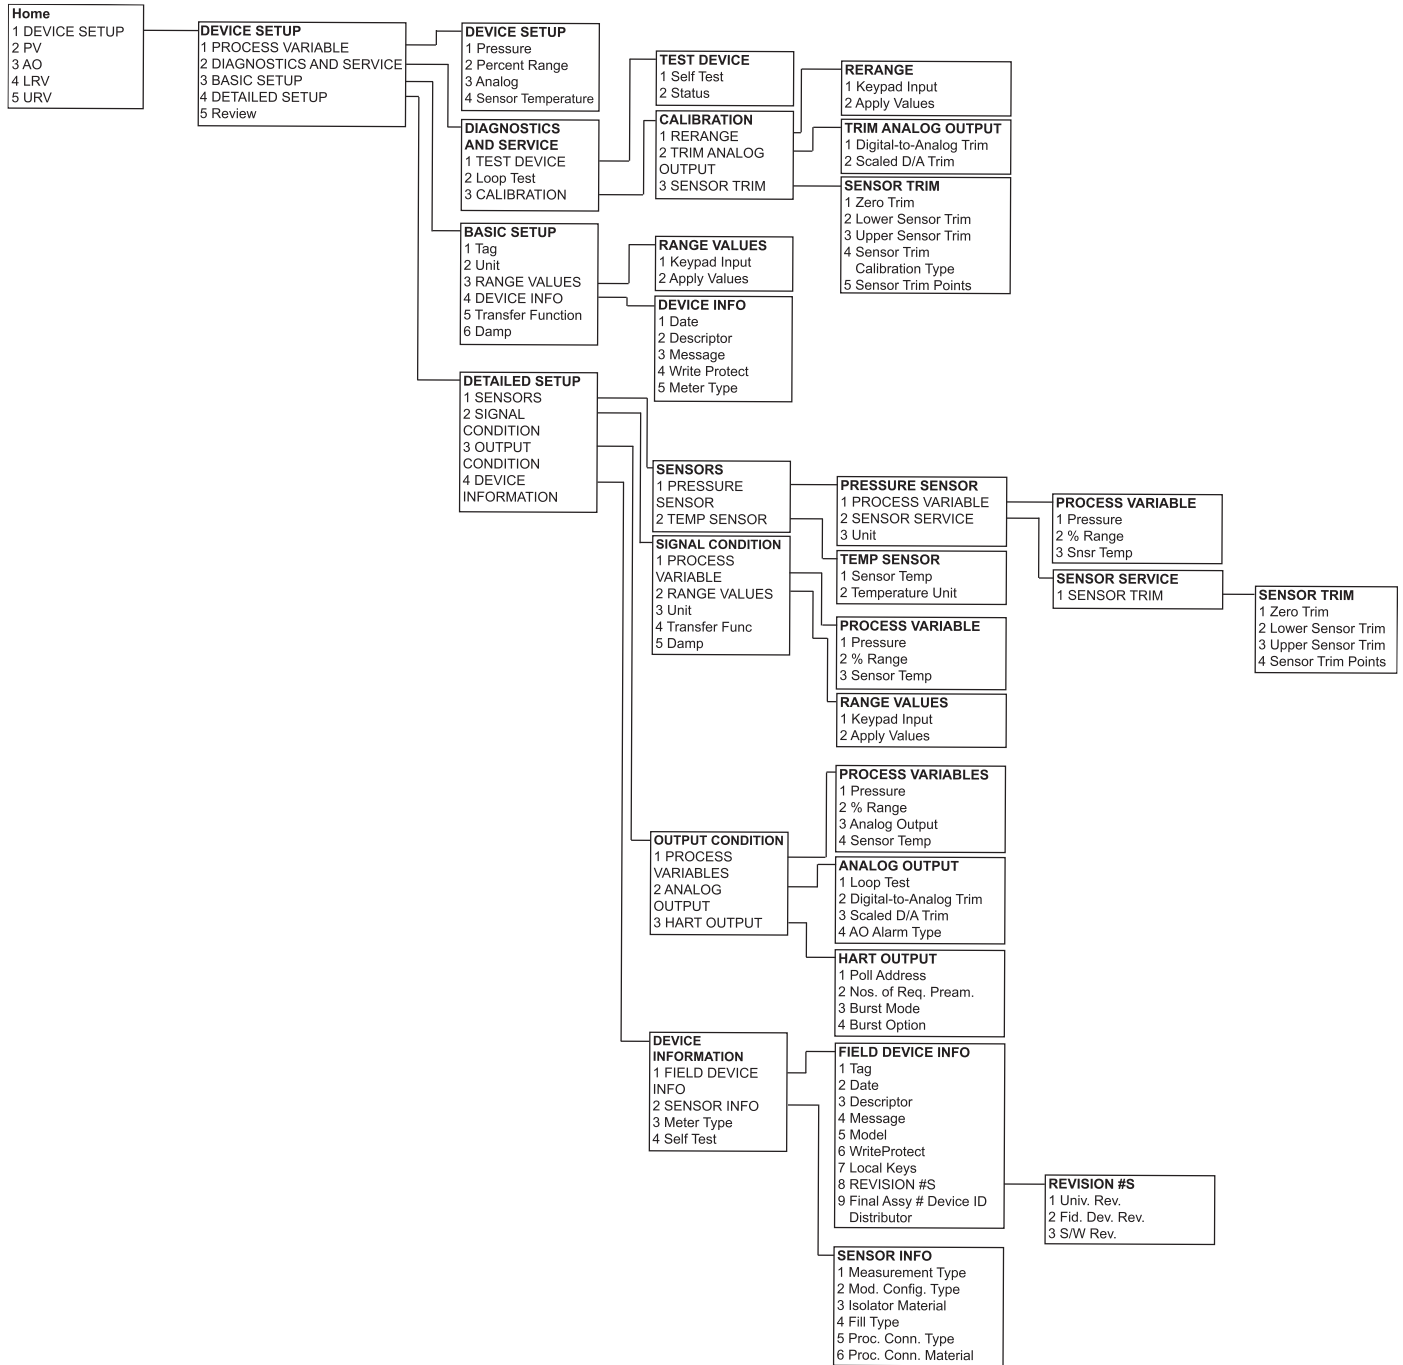 Home
1 DEVICE SETUP
2 PV
3 AO
4 LRV
5 URV
DEVICE SETUP
1 PROCESS VARIABLE
2 DIAGNOSTICS AND SERVICE
3 BASIC SETUP
4 DETAILED SETUP
5 Review
DEVICE SETUP
1 Pressure
2 Percent Range
3 Analog
4 Sensor Temperature
DIAGNOSTICS
AND SERVICE
1 TEST DEVICE
2 Loop Test
3 CALIBRATION
TEST DEVICE
1 Self Test
2 Status
CALIBRATION
1 RERANGE
2 TRIM ANALOG
OUTPUT
3 SENSOR TRIM
RERANGE
1 Keypad Input
2 Apply Values
TRIM ANALOG OUTPUT
1 Digital-to-Analog Trim
2 Scaled D/A Trim
SENSOR TRIM
1 Zero Trim
2 Lower Sensor Trim
3 Upper Sensor Trim
4 Sensor Trim
Calibration Type
5 Sensor Trim Points
BASIC SETUP
1 Tag
2 Unit
3 RANGE VALUES
4 DEVICE INFO
5 Transfer Function
6 Damp
RANGE VALUES
1 Keypad Input
2 Apply Values
DEVICE INFO
1 Date
2 Descriptor
3 Message
4 Write Protect
5 Meter Type
DETAILED SETUP
1 SENSORS
2 SIGNAL
CONDITION
3 OUTPUT
CONDITION
4 DEVICE
INFORMATION
SENSORS
1 PRESSURE
SENSOR
2 TEMP SENSOR
PRESSURE SENSOR
1 PROCESS VARIABLE
2 SENSOR SERVICE
3 Unit
PROCESS VARIABLE
1 Pressure
2 % Range
3 Snsr Temp
SENSOR SERVICE
1 SENSOR TRIM
SENSOR TRIM
1 Zero Trim
2 Lower Sensor Trim
3 Upper Sensor Trim
4 Sensor Trim Points
TEMP SENSOR
1 Sensor Temp
2 Temperature Unit
SIGNAL CONDITION
1 PROCESS
VARIABLE
2 RANGE VALUES
3 Unit
4 Transfer Func
5 Damp
PROCESS VARIABLE
1 Pressure
2 % Range
3 Sensor Temp
RANGE VALUES
1 Keypad Input
2 Apply Values
OUTPUT CONDITION
1 PROCESS
VARIABLES
2 ANALOG
OUTPUT
3 HART OUTPUT
PROCESS VARIABLES
1 Pressure
2 % Range
3 Analog Output
4 Sensor Temp
ANALOG OUTPUT
1 Loop Test
2 Digital-to-Analog Trim
3 Scaled D/A Trim
4 AO Alarm Type
HART OUTPUT
1 Poll Address
2 Nos. of Req. Pream.
3 Burst Mode
4 Burst Option
DEVICE
INFORMATION
1 FIELD DEVICE
INFO
2 SENSOR INFO
3 Meter Type
4 Self Test
FIELD DEVICE INFO
1 Tag
2 Date
3 Descriptor
4 Message
5 Model
6 WriteProtect
7 Local Keys
8 REVISION #S
9 Final Assy # Device ID
Distributor
REVISION #S
1 Univ. Rev.
2 Fid. Dev. Rev.
3 S/W Rev.
SENSOR INFO
1 Measurement Type
2 Mod. Config. Type
3 Isolator Material
4 Fill Type
5 Proc. Conn. Type
6 Proc. Conn. Material